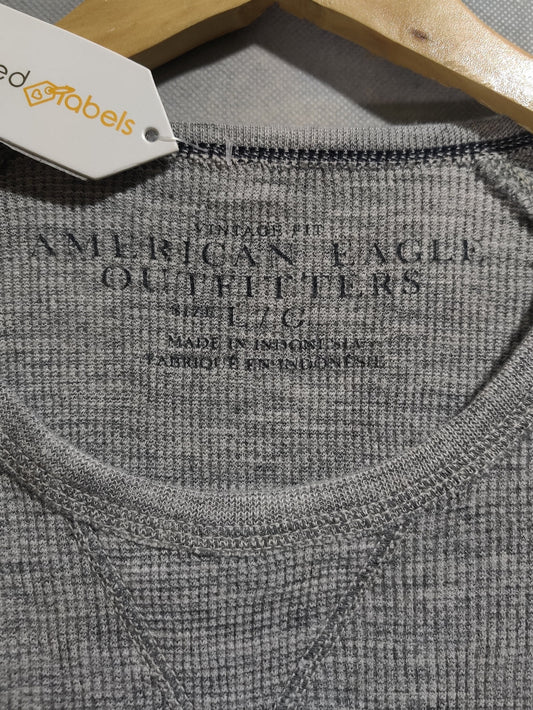 ed labels
VINTAGE FIT
AMERICAN EAGLE
OUTFITTERS
SIZE L / G
MADE IN INDONESIA
FABRIQUÉ EN INDONÉSIE